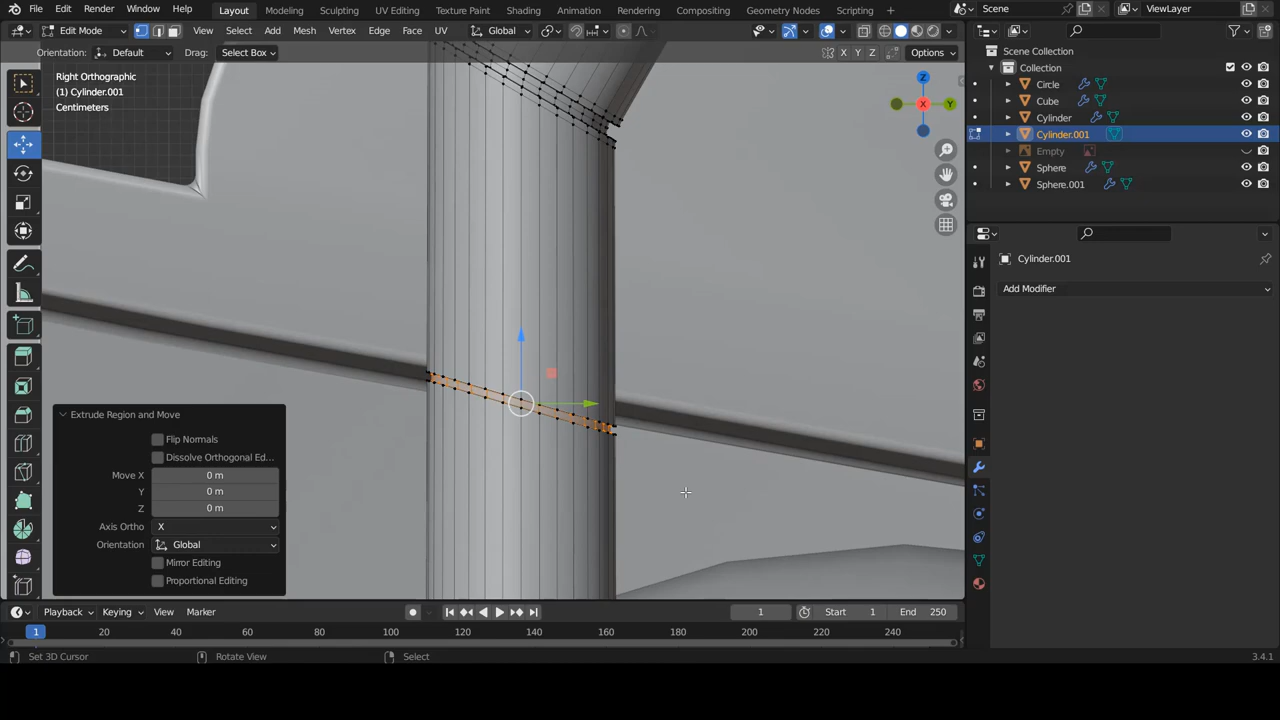 File Edit Render Window Help Layout Modeling Sculpting UV Editing Texture Paint Shading Animation Rendering Compositing Geometry Nodes Scripting Scene ViewLayer
Edit Mode View Select Add Mesh Vertex Edge Face UV Global
Orientation: Default Drag: Select Box X Y Z Options
Right Orthographic
(1) Cylinder.001
Centimeters
Z
Y
X
Extrude Region and Move
Flip Normals
Dissolve Orthogonal Ed...
Move X 0 m
Y 0 m
Z 0 m
Axis Ortho X
Orientation Global
Mirror Editing
Proportional Editing
Scene Collection
Collection
Circle
Cube
Cylinder
Cylinder.001
Empty
Sphere
Sphere.001
Cylinder.001
Add Modifier
Playback Keying View Marker 1 Start 1 End 250
1 20 40 60 80 100 120 140 160 180 200 220 240
Set 3D Cursor Rotate View Select 3.4.1